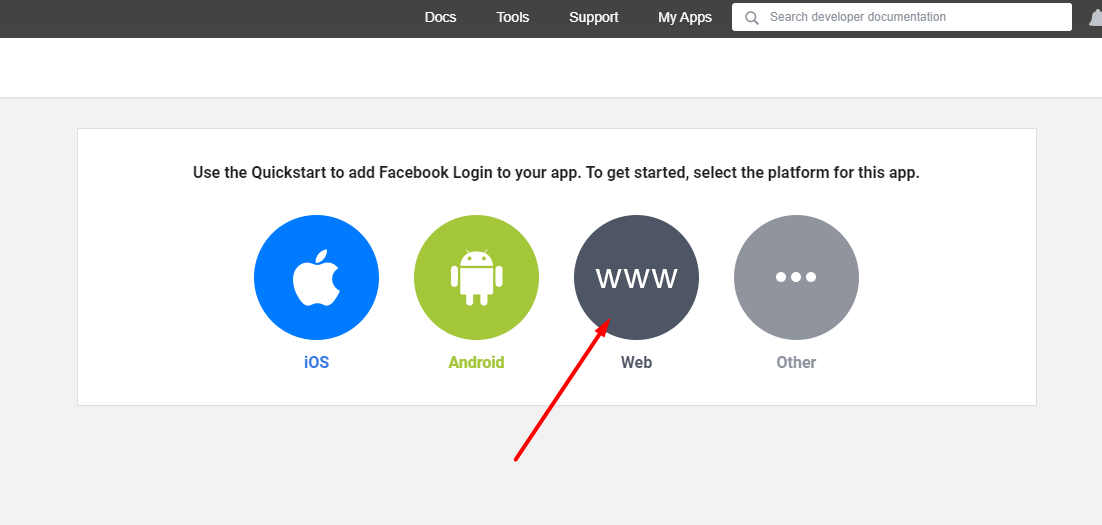 Docs Tools Support My Apps Search developer documentation
Use the Quickstart to add Facebook Login to your app. To get started, select the platform for this app.
www
iOS Android Web Other